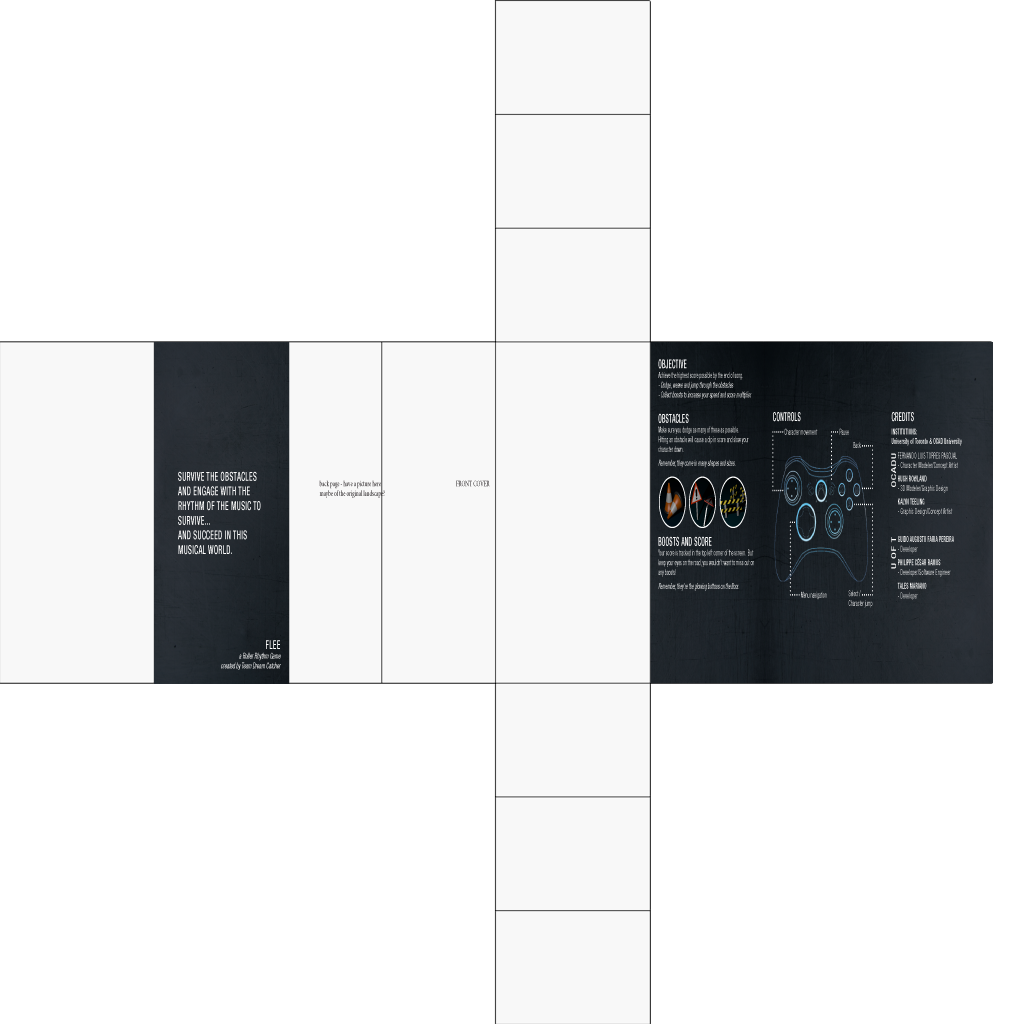 SURVIVE THE OBSTACLES
AND ENGAGE WITH THE
RHYTHM OF THE MUSIC TO
SURVIVE...
AND SUCCEED IN THIS
MUSICAL WORLD.
FLEE
a Roller Rhythm Game
created by Team Dream Catcher
back page - have a picture here
maybe of the original landscape?
FRONT COVER
OBJECTIVE
Achieve the highest score possible by the end of song.
- Dodge, weave and jump through the obstacles
- Collect boosts to increase your speed and score multiplier.
OBSTACLES
Make sure you dodge as many of these as possible.
Hitting an obstacle will cause a dip in score and slow your
character down.
Remember, they come in many shapes and sizes.
BOOSTS AND SCORE
Your score is tracked in the top left corner of the screen. But
keep your eyes on the road, you wouldn't want to miss out on
any boosts!
Remember, they're the glowing buttons on the floor.
CONTROLS
Character movement
Pause
Back
Menu navigation
Select /
Character jump
CREDITS
INSTITUTIONS:
University of Toronto & OCAD University
OCADU
FERNANDO LUIS TORRES PASCUAL
- Character Modeler/Concept Artist
HUGH ROWLAND
- 3D Modeler/Graphic Design
KALYN TEELING
- Graphic Design/Concept Artist
U OF T
GUIDO AUGUSTO FARIA PEREIRA
- Developer
PHILIPPE CÉSAR RAMOS
- Developer/Software Engineer
TALES MARIANO
- Developer